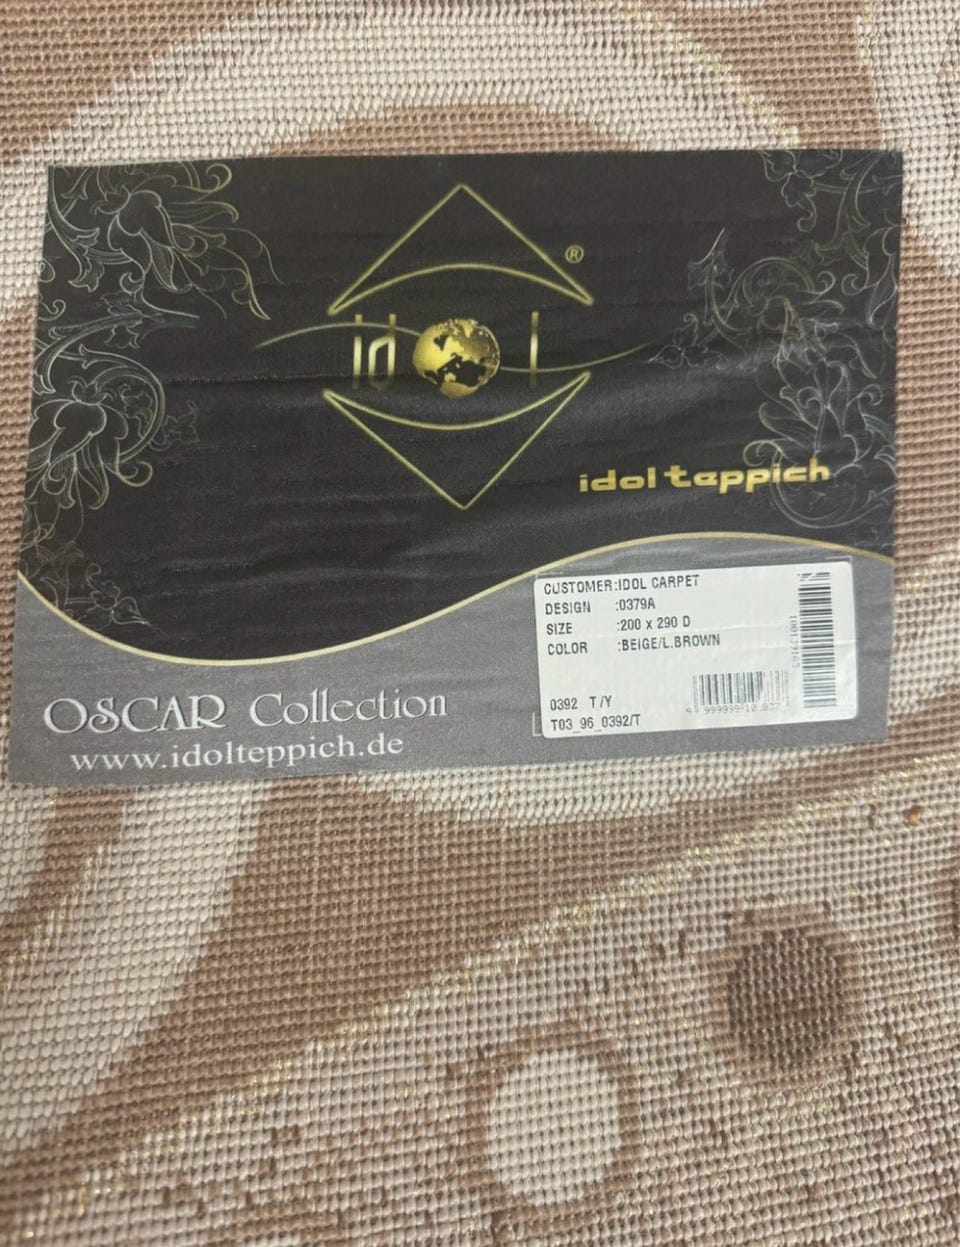 ®
idol
idol teppich
CUSTOMER:IDOL CARPET
DESIGN :0379A
SIZE :200 x 290 D
COLOR :BEIGE/L.BROWN
0392 T/Y
T03_96_0392/T
OSCAR Collection
www.idolteppich.de